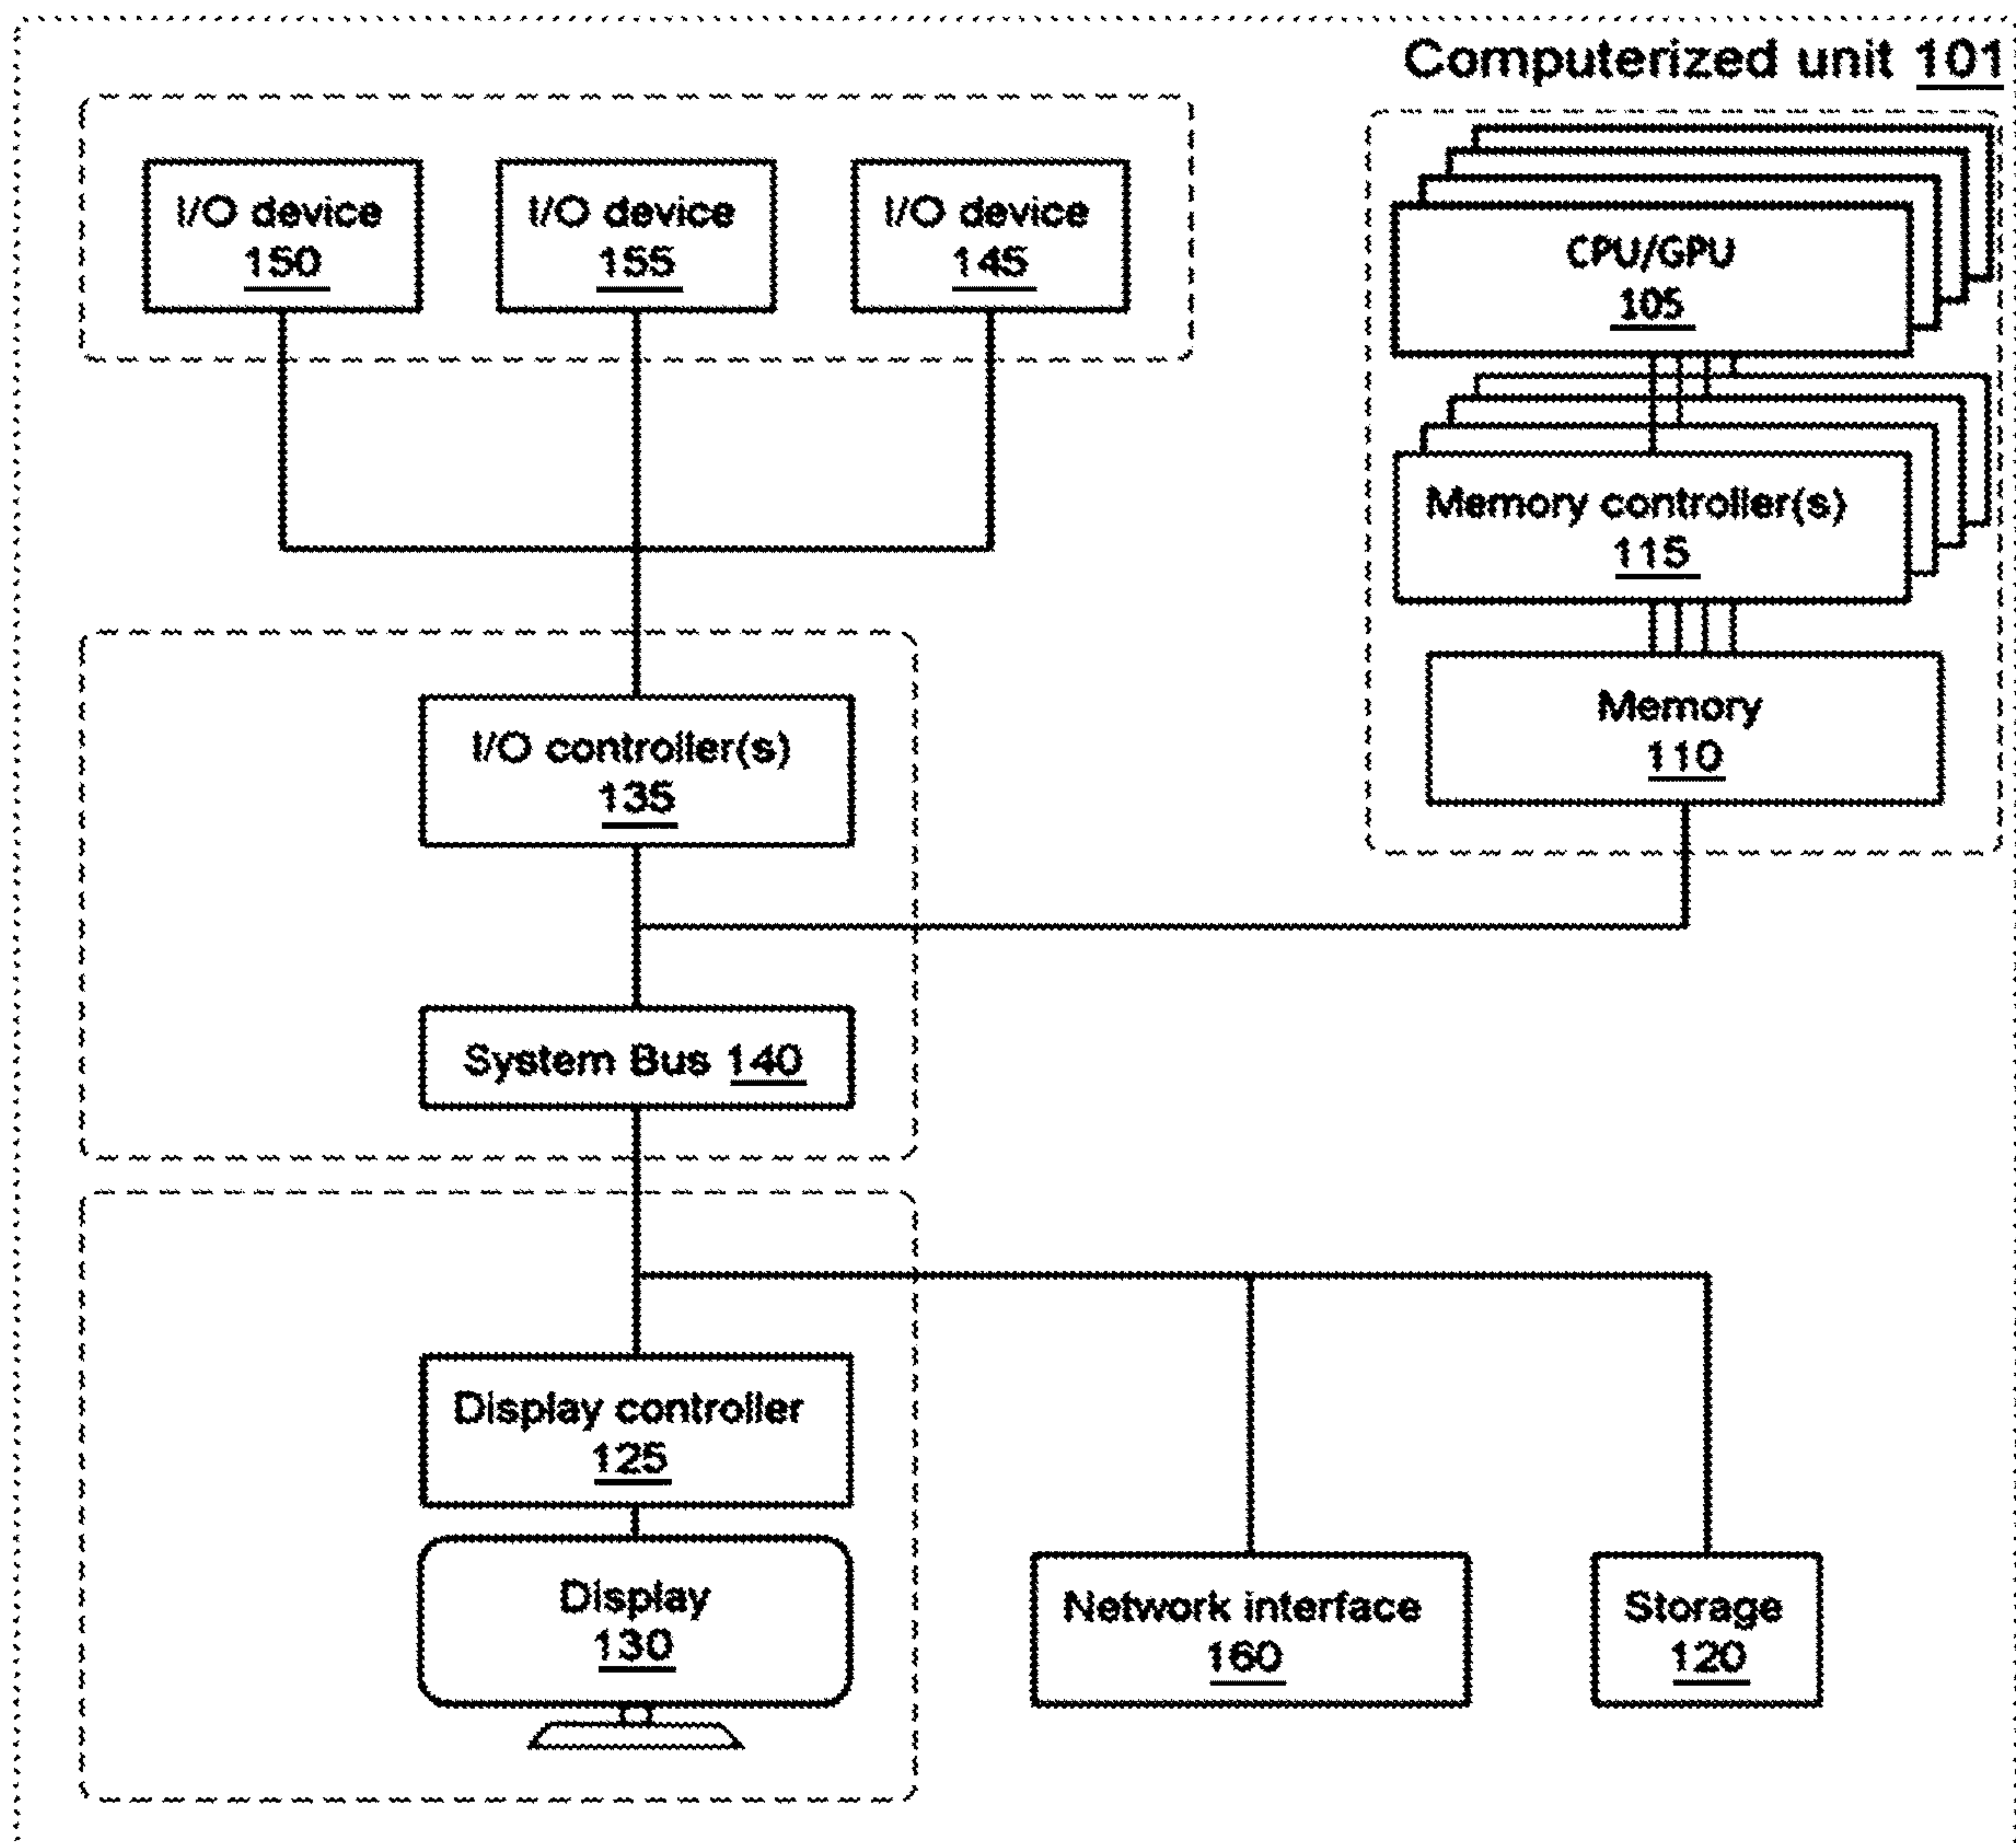 Computerized unit 101
I/O device
150
I/O device
155
I/O device
145
CPU/GPU
105
Memory controller(s)
115
Memory
110
I/O controller(s)
135
System Bus 140
Display controller
125
Display
130
Network interface
160
Storage
120